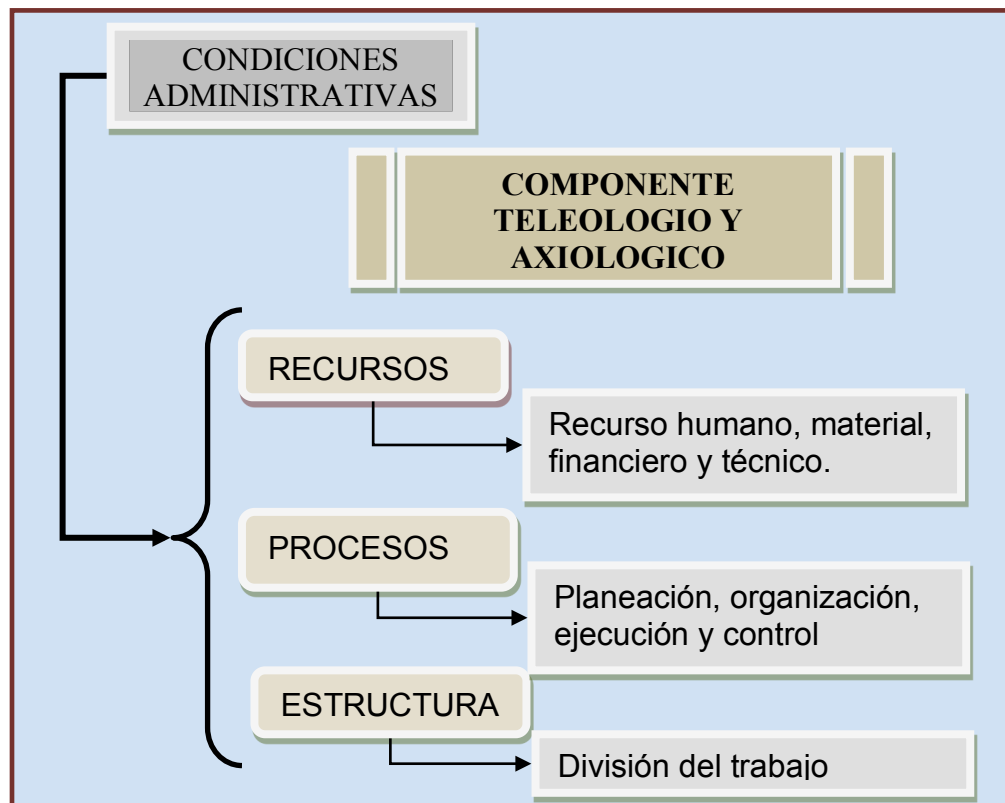 CONDICIONES
ADMINISTRATIVAS
COMPONENTE
TELEOLOGIO Y
AXIOLOGICO
RECURSOS
Recurso humano, material,
financiero y técnico.
PROCESOS
Planeación, organización,
ejecución y control
ESTRUCTURA
División del trabajo